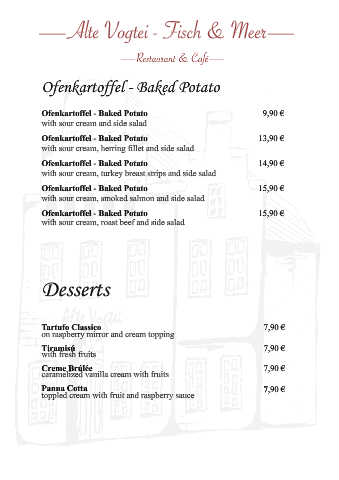 Alte Vogtei - Fisch & Meer
Restaurant & Café
Ofenkartoffel - Baked Potato
Ofenkartoffel - Baked Potato 9,90 €
with sour cream and side salad
Ofenkartoffel - Baked Potato 13,90 €
with sour cream, herring fillet and side salad
Ofenkartoffel - Baked Potato 14,90 €
with sour cream, turkey breast strips and side salad
Ofenkartoffel - Baked Potato 15,90 €
with sour cream, smoked salmon and side salad
Ofenkartoffel - Baked Potato 15,90 €
with sour cream, roast beef and side salad
Desserts
Tartufo Classico 7,90 €
on raspberry mirror and cream topping
Tiramisú 7,90 €
with fresh fruits
Creme Brûlée 7,90 €
caramelized vanilla cream with fruits
Panna Cotta 7,90 €
toppled cream with fruit and raspberry sauce